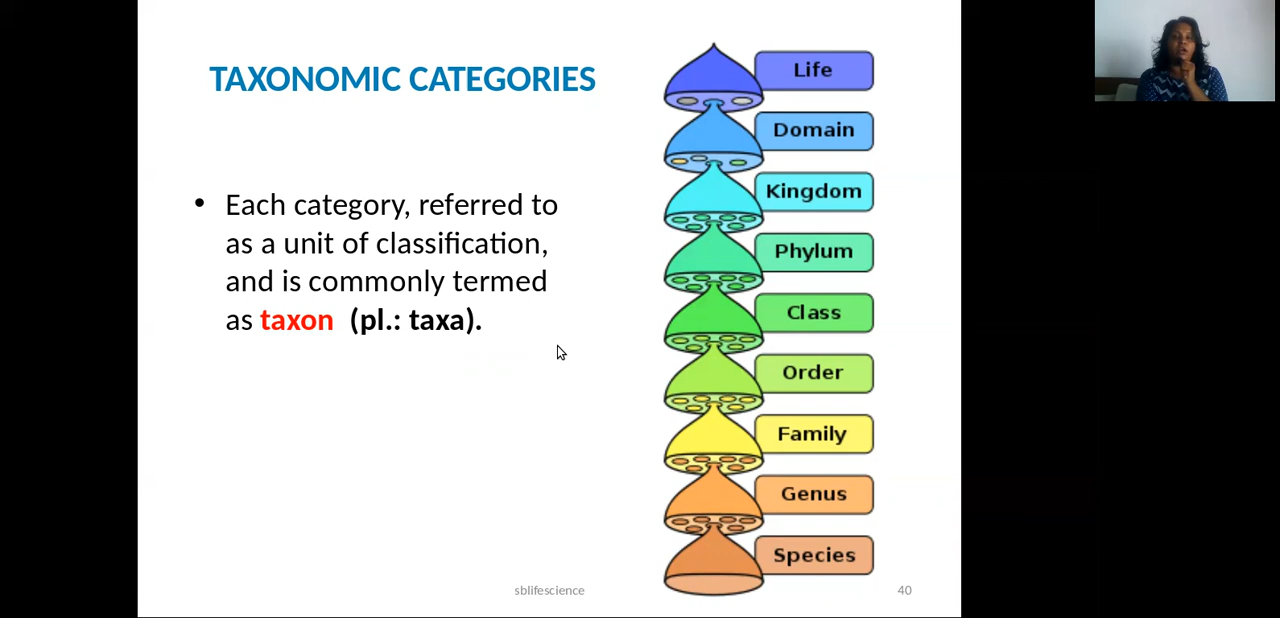 TAXONOMIC CATEGORIES
• Each category, referred to
as a unit of classification,
and is commonly termed
as taxon (pl.: taxa).
Life
Domain
Kingdom
Phylum
Class
Order
Family
Genus
Species
sblifescience
40